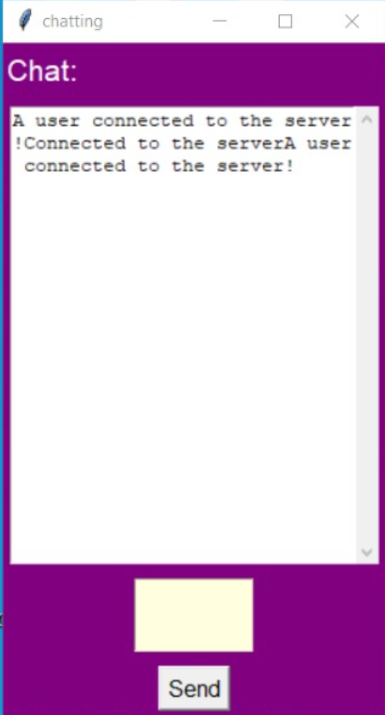 chatting
Chat:
A user connected to the server
!Connected to the serverA user
connected to the server!
Send